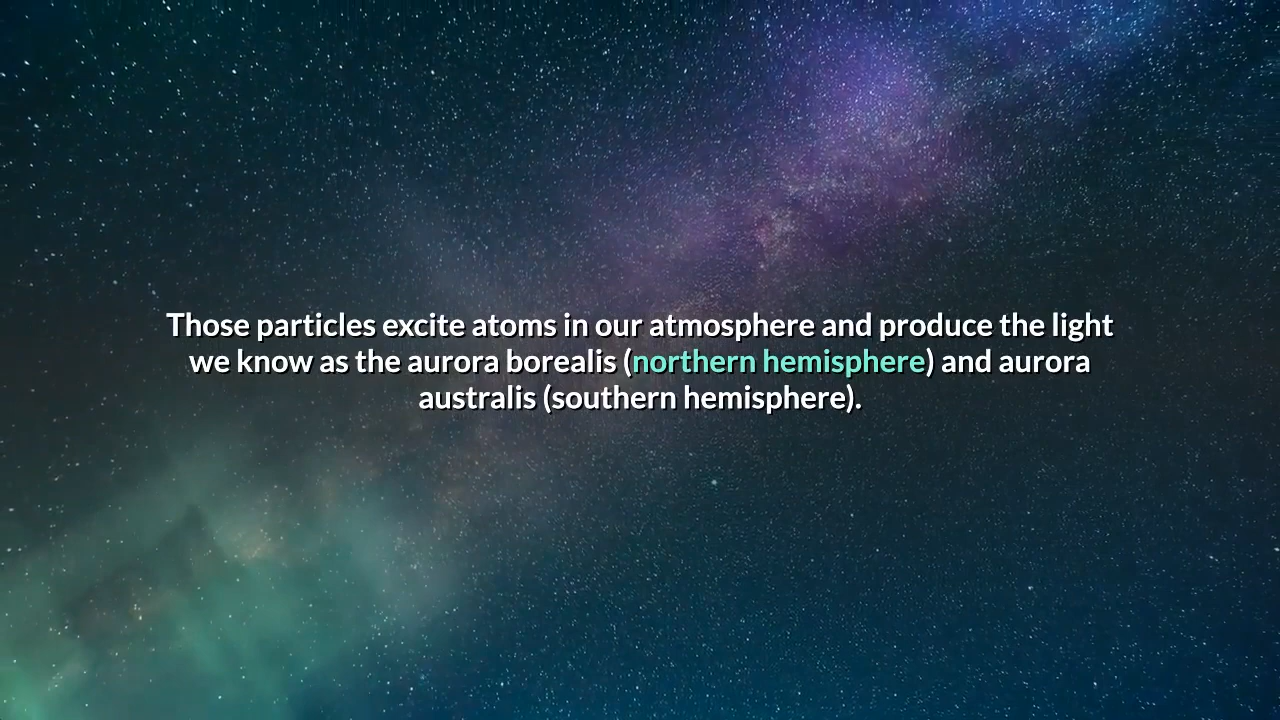 Those particles excite atoms in our atmosphere and produce the light
we know as the aurora borealis (northern hemisphere) and aurora
australis (southern hemisphere).